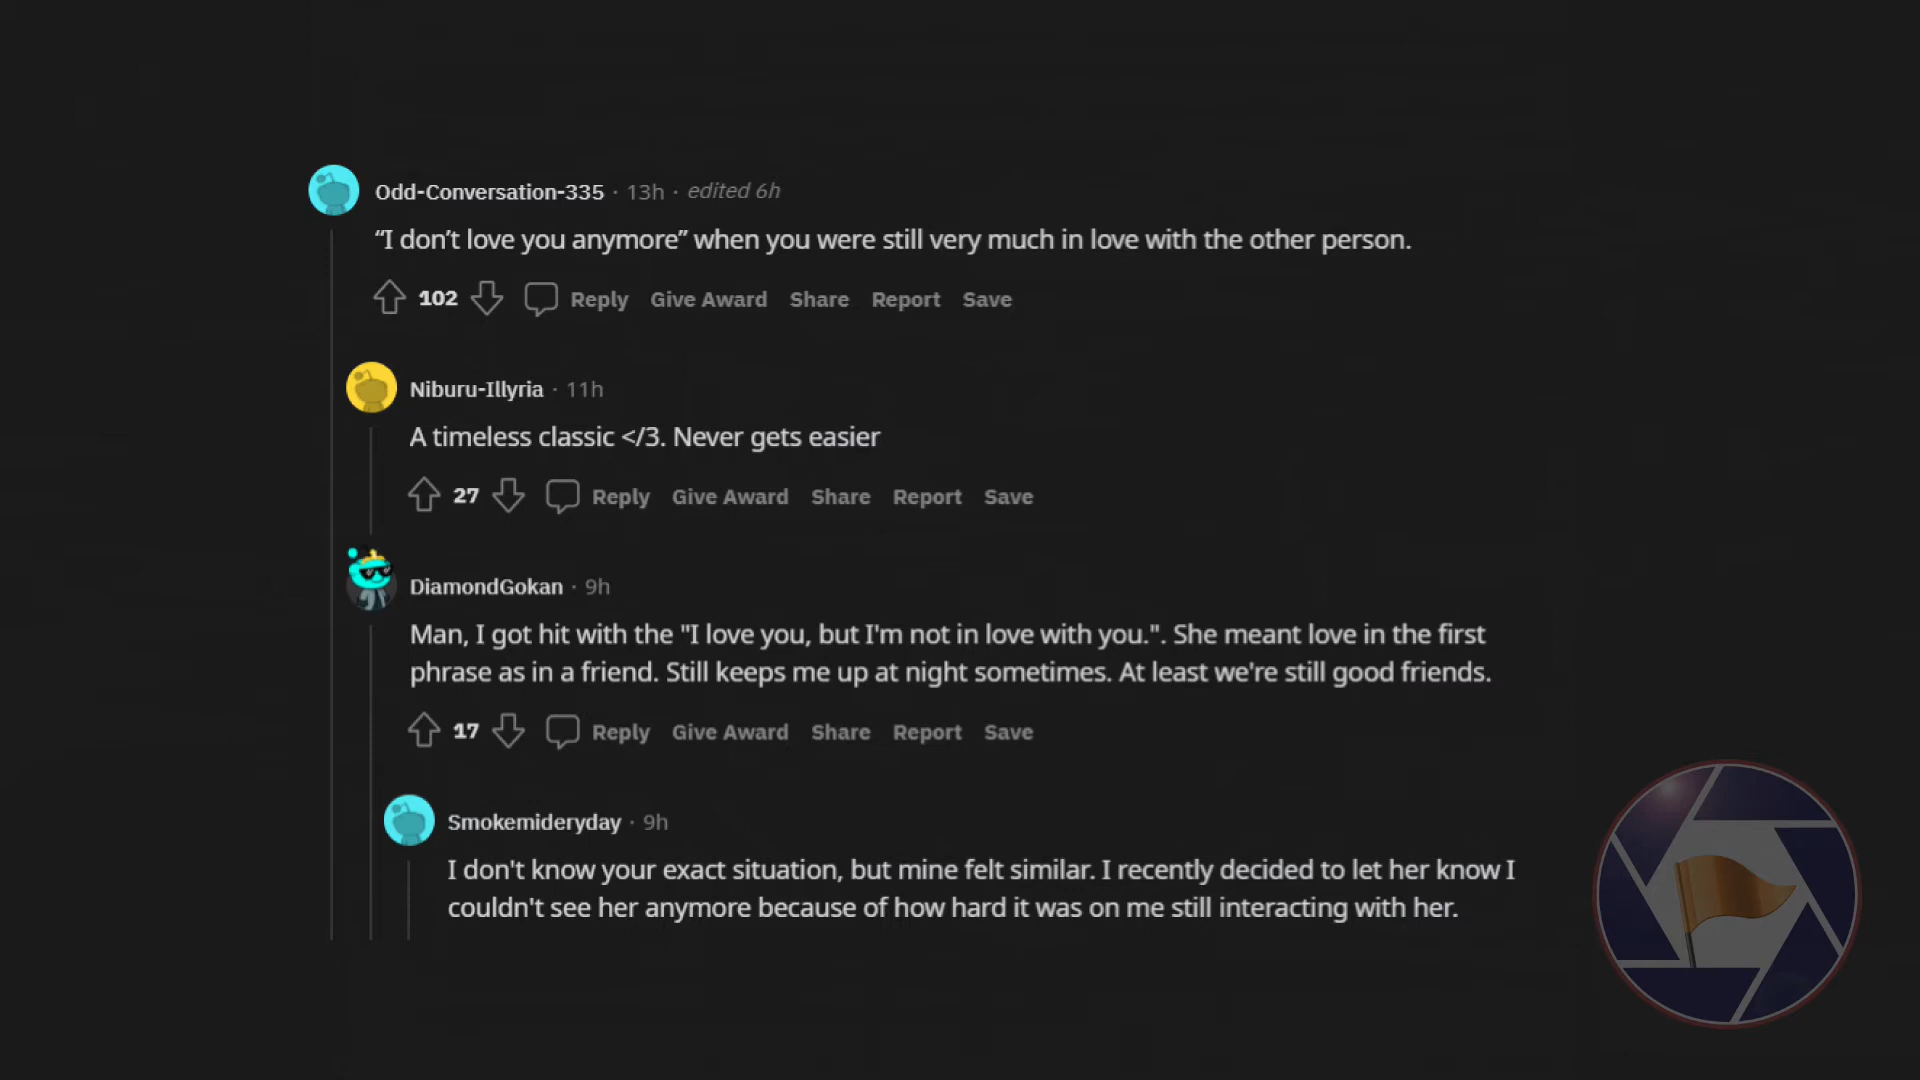 Odd-Conversation-335 · 13h · edited 6h
“I don’t love you anymore” when you were still very much in love with the other person.
102 Reply Give Award Share Report Save
Niburu-Illyria · 11h
A timeless classic </3. Never gets easier
27 Reply Give Award Share Report Save
DiamondGokan · 9h
Man, I got hit with the "I love you, but I'm not in love with you.". She meant love in the first
phrase as in a friend. Still keeps me up at night sometimes. At least we're still good friends.
17 Reply Give Award Share Report Save
Smokemideryday · 9h
I don't know your exact situation, but mine felt similar. I recently decided to let her know I
couldn't see her anymore because of how hard it was on me still interacting with her.